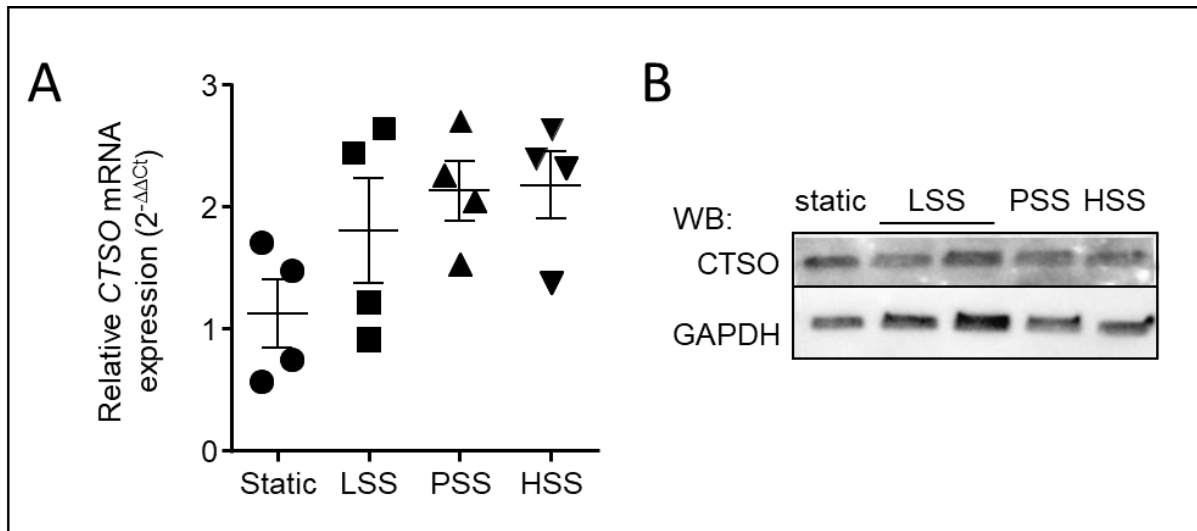 A
Relative CTSO mRNA
expression (2-ΔΔCt)
3
2
1
0
Static LSS PSS HSS
B
static LSS PSS HSS
WB:
CTSO
GAPDH